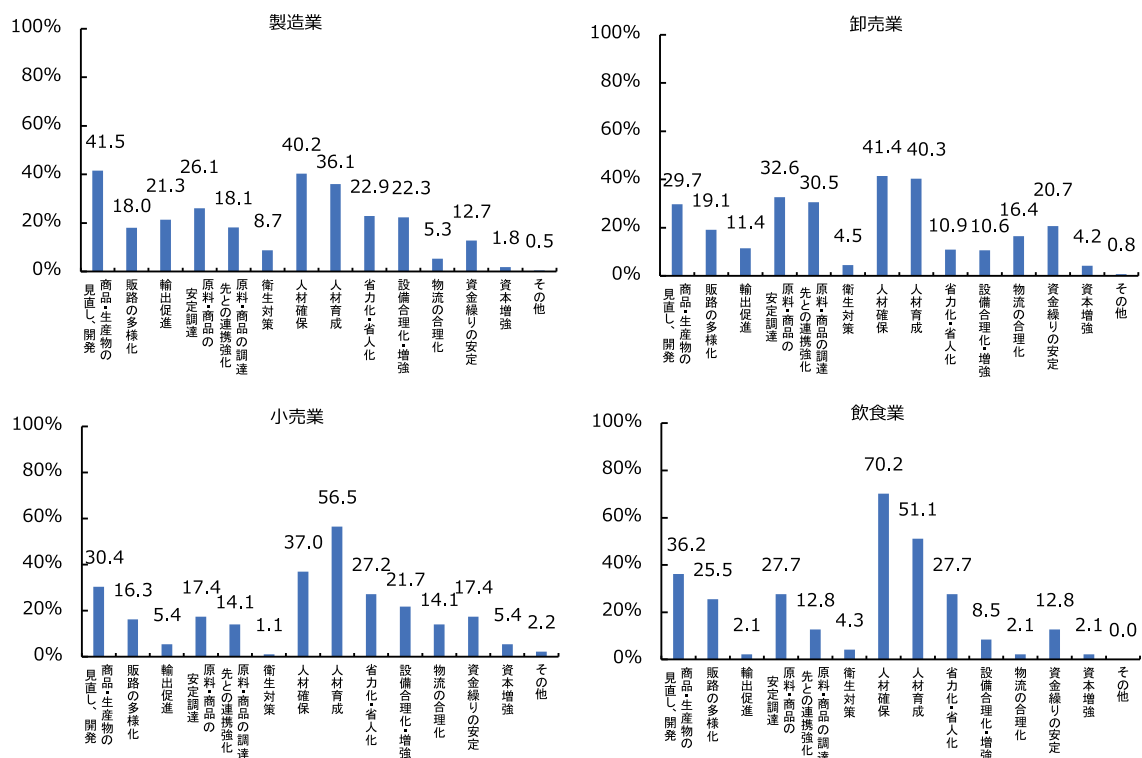 製造業
100%
80%
60%
40%
20%
0%
41.5
18.0
21.3
26.1
18.1
8.7
40.2
36.1
22.9
22.3
5.3
12.7
1.8
0.5
商品・生産物の
見直し、開発
販路の多様化
輸出促進
原料・商品の
安定調達
原料・商品の調達
先との連携強化
衛生対策
人材確保
人材育成
省力化・省人化
設備合理化・増強
物流の合理化
資金繰りの安定
資本増強
その他
卸売業
100%
80%
60%
40%
20%
0%
29.7
19.1
11.4
32.6
30.5
4.5
41.4
40.3
10.9
10.6
16.4
20.7
4.2
0.8
商品・生産物の
見直し、開発
販路の多様化
輸出促進
原料・商品の
安定調達
原料・商品の調達
先との連携強化
衛生対策
人材確保
人材育成
省力化・省人化
設備合理化・増強
物流の合理化
資金繰りの安定
資本増強
その他
小売業
100%
80%
60%
40%
20%
0%
30.4
16.3
5.4
17.4
14.1
1.1
37.0
56.5
27.2
21.7
14.1
17.4
5.4
2.2
商品・生産物の
見直し、開発
販路の多様化
輸出促進
原料・商品の
安定調達
原料・商品の調達
先との連携強化
衛生対策
人材確保
人材育成
省力化・省人化
設備合理化・増強
物流の合理化
資金繰りの安定
資本増強
その他
飲食業
100%
80%
60%
40%
20%
0%
36.2
25.5
2.1
27.7
12.8
4.3
70.2
51.1
27.7
8.5
2.1
12.8
2.1
0.0
商品・生産物の
見直し、開発
販路の多様化
輸出促進
原料・商品の
安定調達
原料・商品の調達
先との連携強化
衛生対策
人材確保
人材育成
省力化・省人化
設備合理化・増強
物流の合理化
資金繰りの安定
資本増強
その他